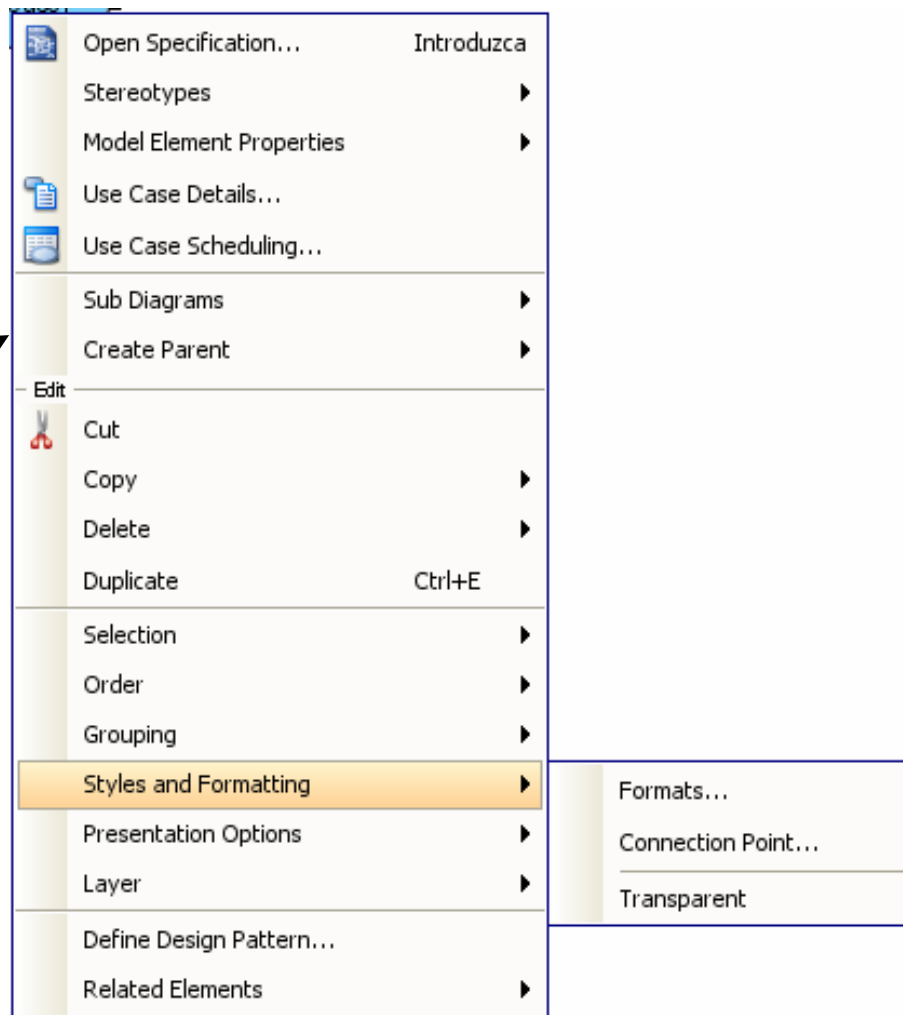 Open Specification... Introduzca
Stereotypes
Model Element Properties
Use Case Details...
Use Case Scheduling...
Sub Diagrams
Create Parent
Edit
Cut
Copy
Delete
Duplicate Ctrl+E
Selection
Order
Grouping
Styles and Formatting
Formats...
Presentation Options
Connection Point...
Layer
Transparent
Define Design Pattern...
Related Elements